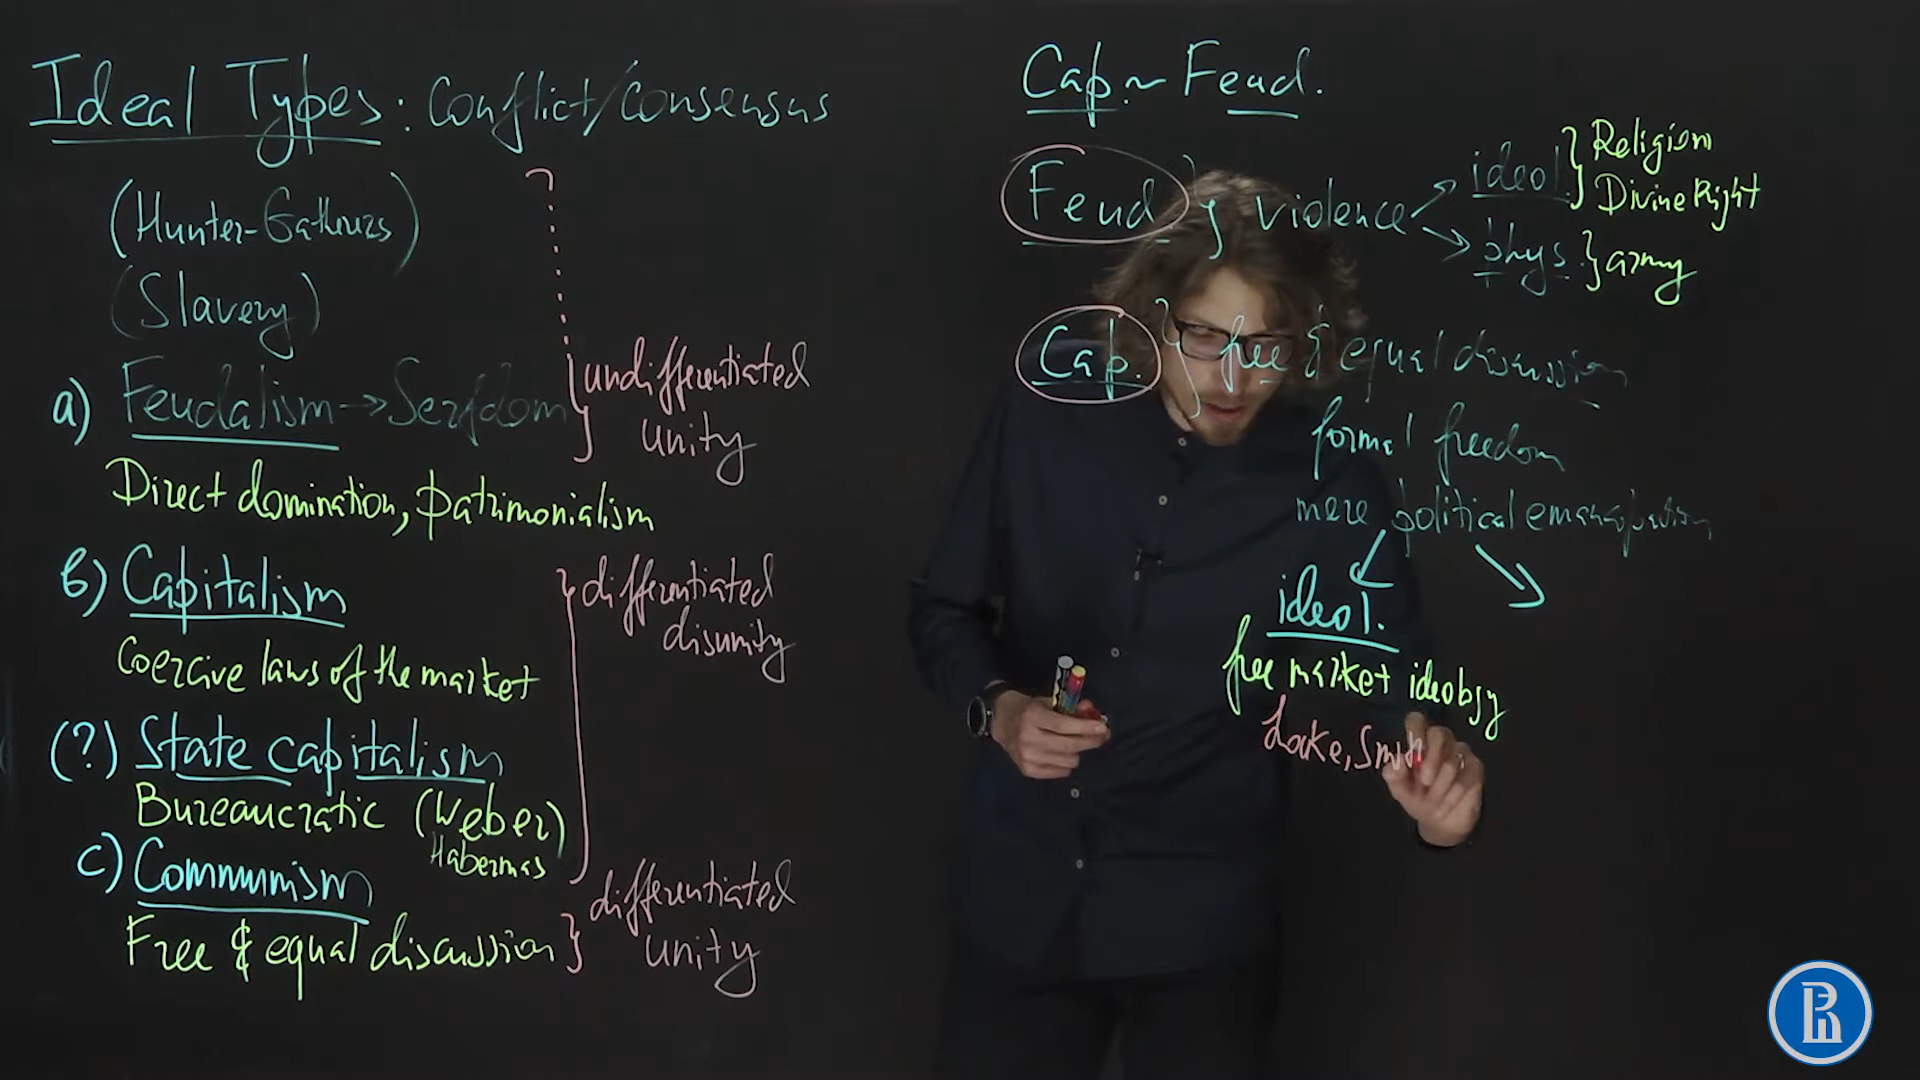 Ideal Types: Conflict/consensus
(Hunter-Gatherers)
(Slavery)
a) Feudalism → Serfdom
undifferentiated
unity
Direct domination, patrimonialism
b) Capitalism
differentiated
disunity
Coercive laws of the market
(?) State capitalism
Bureaucratic (Weber)
Habermas
c) Communism
differentiated
unity
Free & equal discussion
Cap. ~ Feud.
Feud } violence
ideol } Religion
Divine Right
phys } army
Cap. } free & equal discussion
formal freedom
mere political emancipation
ideol.
free market ideology
Locke, Smith